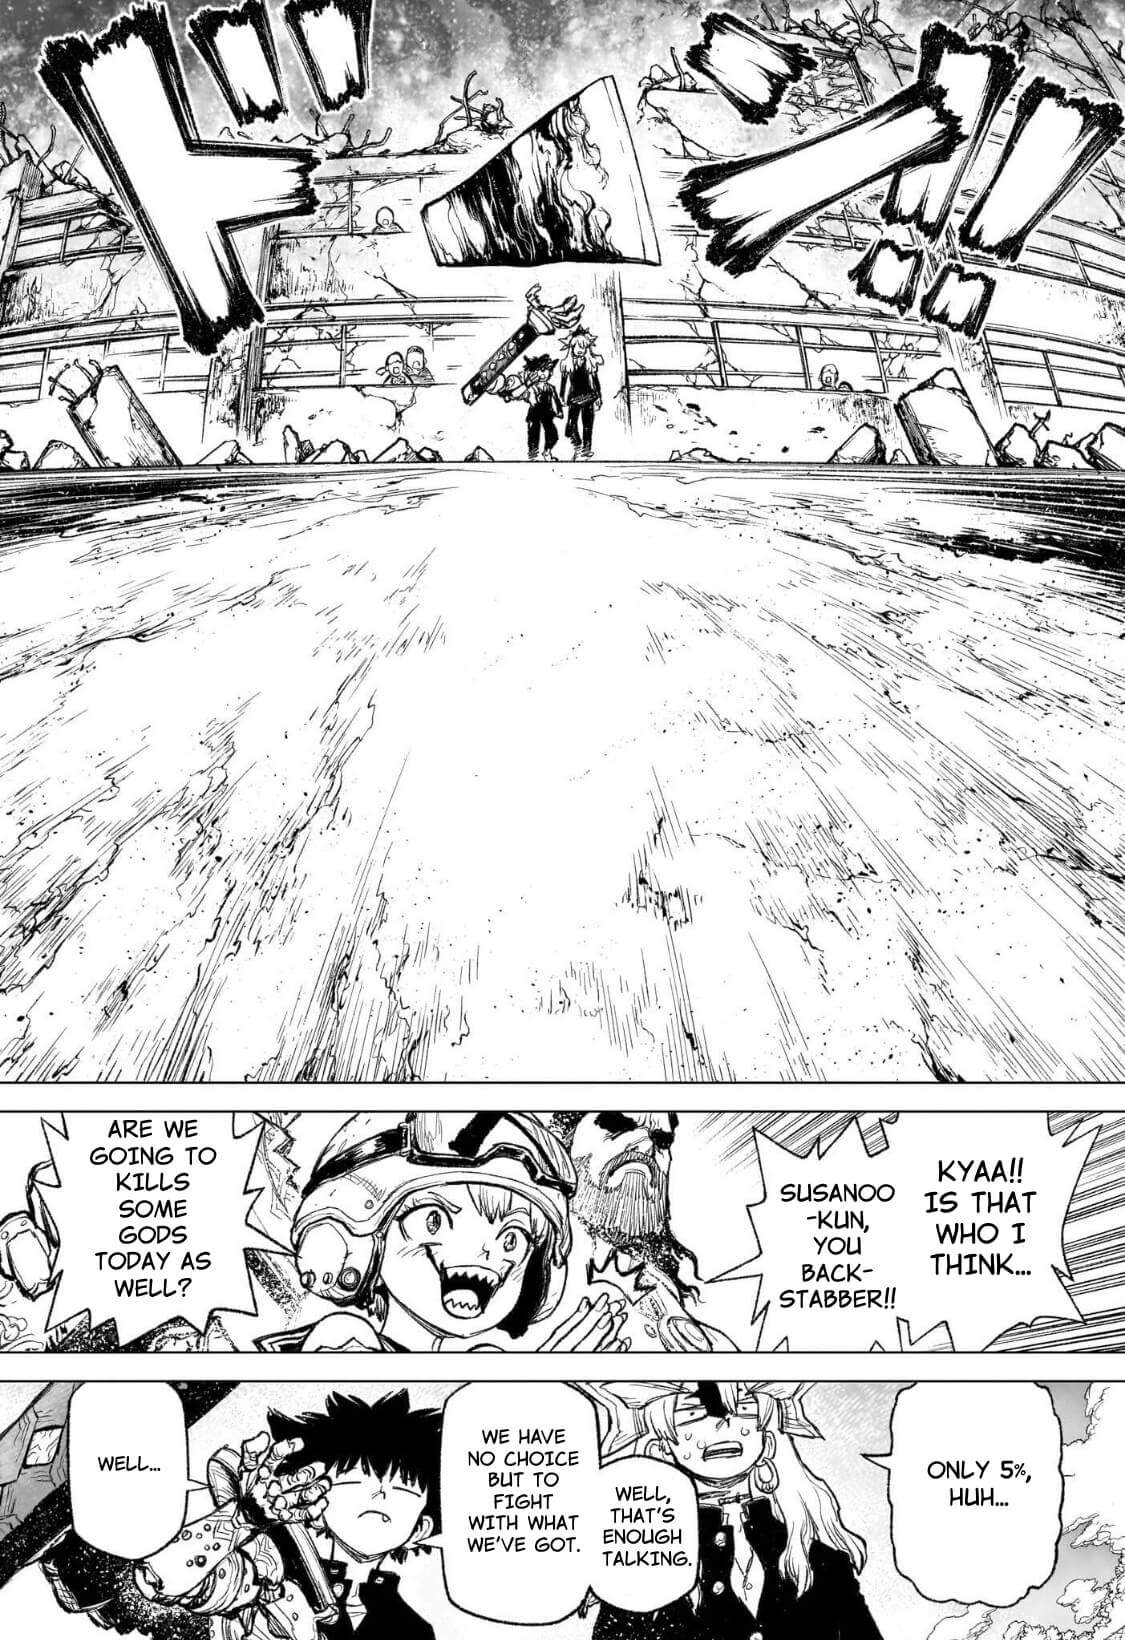 ドーン!!
KYAA!!
IS THAT
WHO I
THINK...
SUSANOO
-KUN,
YOU
BACK-
STABBER!!
ARE WE
GOING TO
KILLS
SOME
GODS
TODAY AS
WELL?
ONLY 5%,
HUH...
WELL,
THAT'S
ENOUGH
TALKING.
WE HAVE
NO CHOICE
BUT TO
FIGHT
WITH WHAT
WE'VE GOT.
WELL...